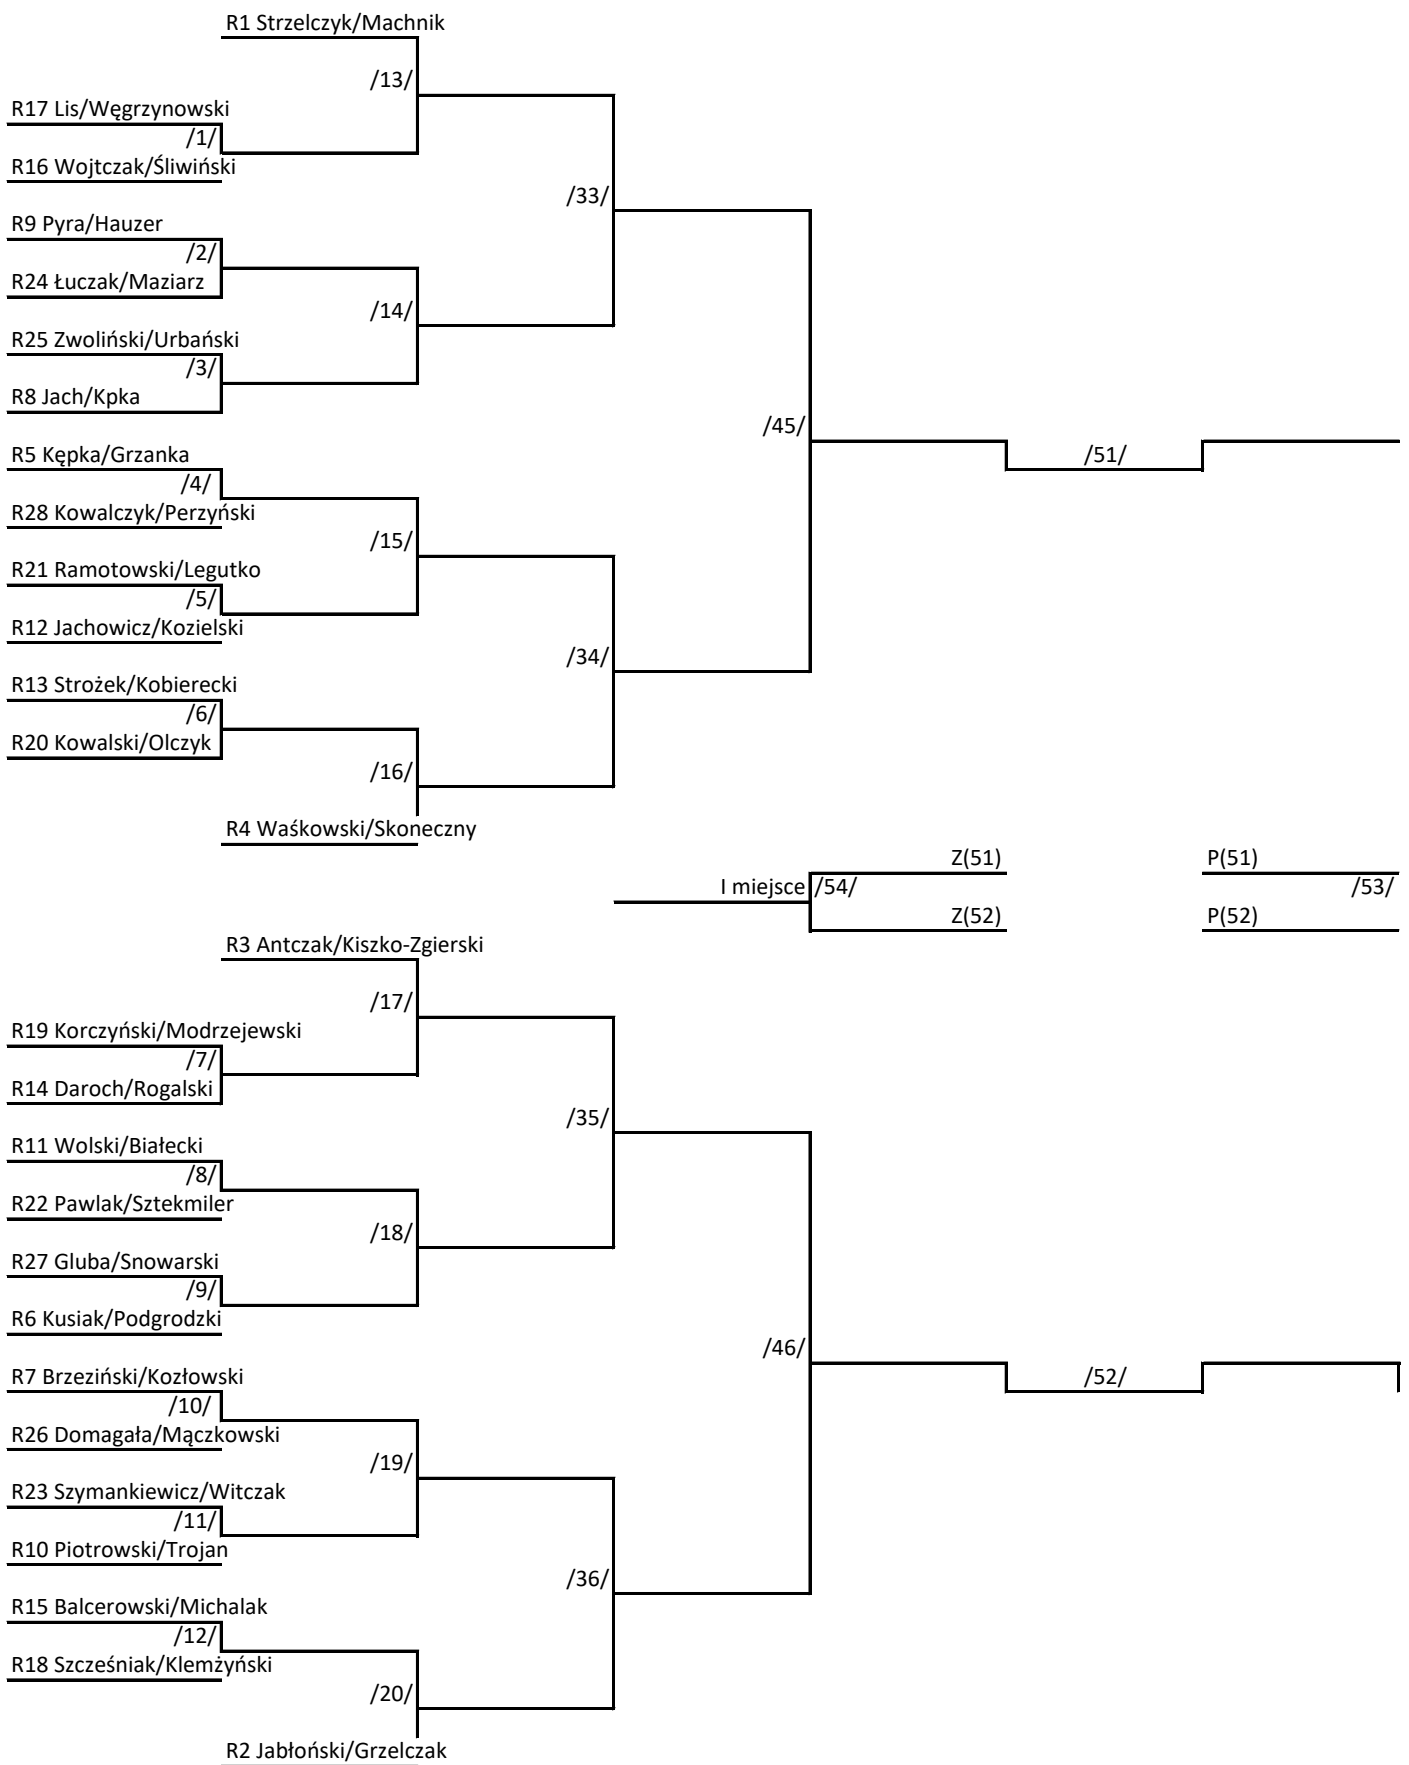 R1 Strzelczyk/Machnik
/13/
R17 Lis/Węgrzynowski
/1/
R16 Wojtczak/Śliwiński
/33/
R9 Pyra/Hauzer
/2/
R24 Łuczak/Maziarz
/14/
R25 Zwoliński/Urbański
/3/
R8 Jach/Kpka
/45/
R5 Kępka/Grzanka
/51/
/4/
R28 Kowalczyk/Perzyński
/15/
R21 Ramotowski/Legutko
/5/
R12 Jachowicz/Kozielski
/34/
R13 Strożek/Kobierecki
/6/
R20 Kowalski/Olczyk
/16/
R4 Waśkowski/Skoneczny
Z(51) P(51)
I miejsce /54/ /53/
Z(52) P(52)
R3 Antczak/Kiszko-Zgierski
/17/
R19 Korczyński/Modrzejewski
/7/
R14 Daroch/Rogalski
/35/
R11 Wolski/Białecki
/8/
R22 Pawlak/Sztekmiler
/18/
R27 Gluba/Snowarski
/9/
R6 Kusiak/Podgrodzki
/46/
R7 Brzeziński/Kozłowski
/52/
/10/
R26 Domagała/Mączkowski
/19/
R23 Szymankiewicz/Witczak
/11/
R10 Piotrowski/Trojan
/36/
R15 Balcerowski/Michalak
/12/
R18 Szcześniak/Klemżyński
/20/
R2 Jabłoński/Grzelczak